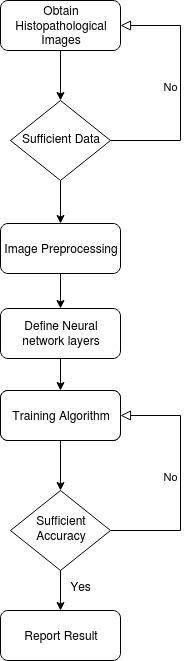 Obtain
Histopathological
Images
No
Sufficient Data
Image Preprocessing
Define Neural
network layers
Training Algorithm
No
Sufficient
Accuracy
Yes
Report Result